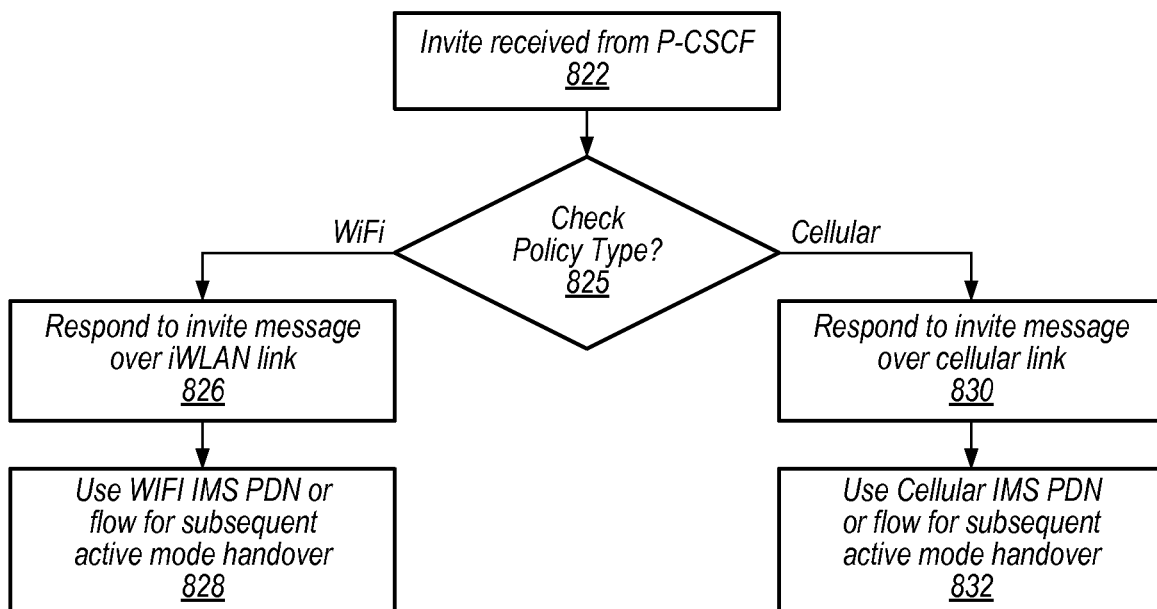 Invite received from P-CSCF
822
Check
Policy Type?
825
WiFi
Cellular
Respond to invite message
over iWLAN link
826
Respond to invite message
over cellular link
830
Use WIFI IMS PDN or
flow for subsequent
active mode handover
828
Use Cellular IMS PDN
or flow for subsequent
active mode handover
832